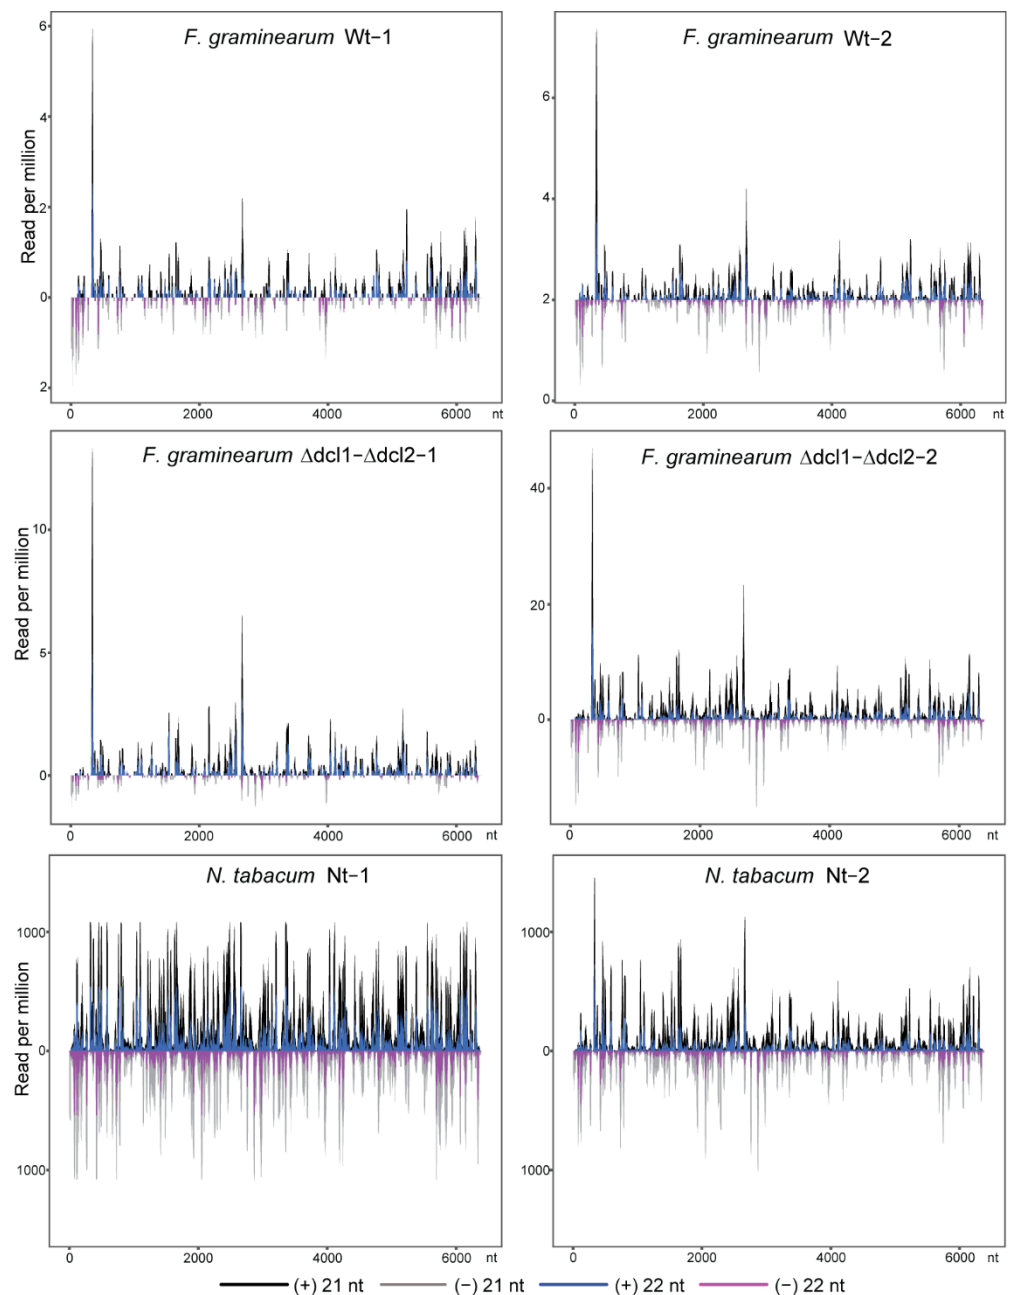 F. graminearum Wt−1
F. graminearum Wt−2
Read per million
6
4
2
0
2
0 2000 4000 6000 nt
6
4
2
0
0 2000 4000 6000 nt
F. graminearum Δdcl1−Δdcl2−1
F. graminearum Δdcl1−Δdcl2−2
Read per million
10
5
0
0 2000 4000 6000 nt
40
20
0
0 2000 4000 6000 nt
N. tabacum Nt−1
N. tabacum Nt−2
Read per million
1000
0
1000
0 2000 4000 6000 nt
1000
0
1000
0 2000 4000 6000 nt
(+) 21 nt (−) 21 nt (+) 22 nt (−) 22 nt